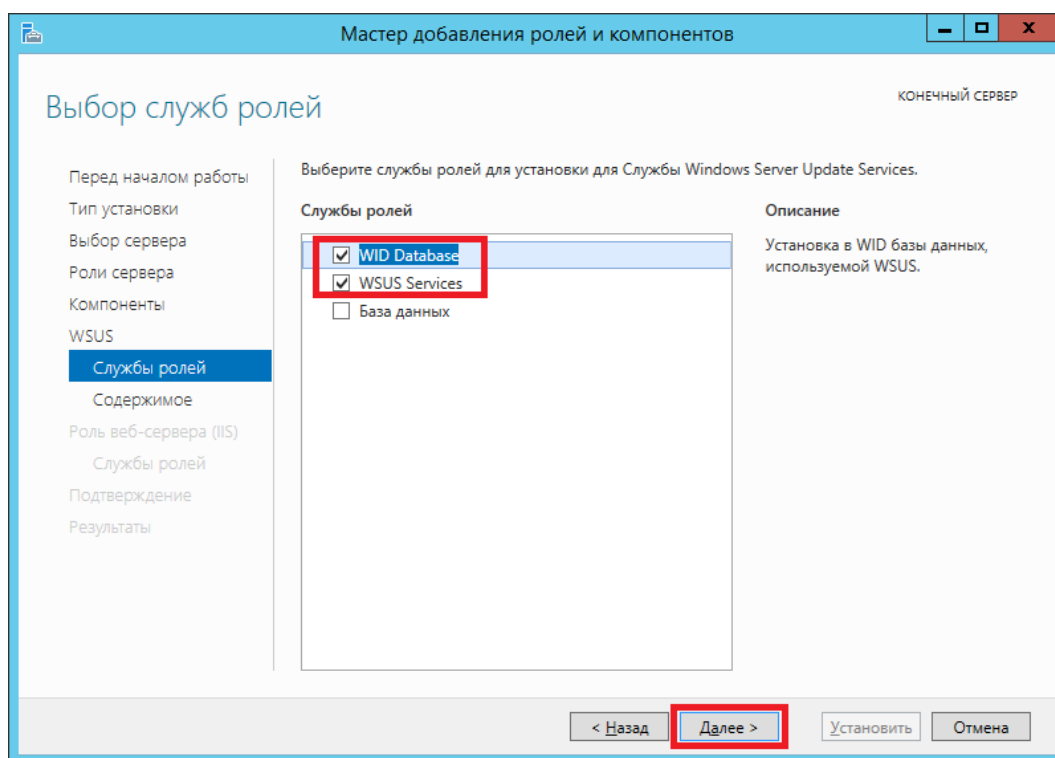 Мастер добавления ролей и компонентов
Выбор служб ролей
КОНЕЧНЫЙ СЕРВЕР
Перед началом работы
Тип установки
Выбор сервера
Роли сервера
Компоненты
WSUS
Службы ролей
Содержимое
Роль веб-сервера (IIS)
Службы ролей
Подтверждение
Результаты
Выберите службы ролей для установки для Службы Windows Server Update Services.
Службы ролей
WID Database
WSUS Services
База данных
Описание
Установка в WID базы данных,
используемой WSUS.
< Назад
Далее >
Установить
Отмена